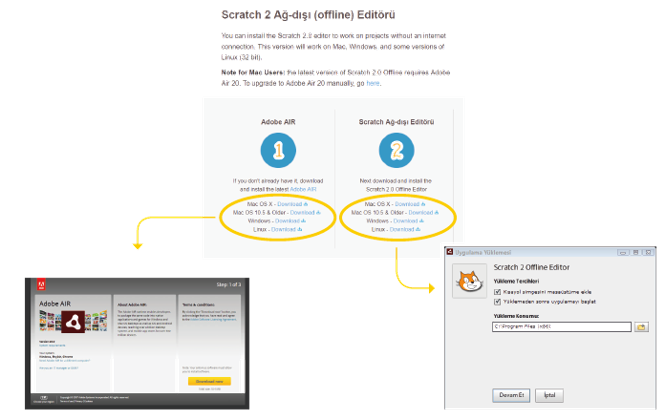 Scratch 2 Ağ-dışı (offline) Editörü
You can install the Scratch 2.0 editor to work on projects without an internet
connection. This version will work on Mac, Windows, and some versions of
Linux (32 bit).
Note for Mac Users: the latest version of Scratch 2.0 Offline requires Adobe
Air 20. To upgrade to Adobe Air 20 manually, go here.
Adobe AIR
1
If you don't already have it, download
and install the latest Adobe AIR
Mac OS X - Download
Mac OS 10.5 & Older - Download
Windows - Download
Linux - Download
Scratch Ağ-dışı Editörü
2
Next download and install the
Scratch 2.0 Offline Editor
Mac OS X - Download
Mac OS 10.5 & Older - Download
Windows - Download
Linux - Download
Step: 1 of 3
Adobe AIR
About Adobe AIR:
Terms & conditions:
Download now
Uygulama Yüklemesi
Scratch 2 Offline Editor
Yükleme Tercihleri
Kısayol simgesini masaüstüme ekle
Yüklemeden sonra uygulamayı başlat
Yükleme Konumu:
C:\Program Files (x86)
Devam Et
İptal